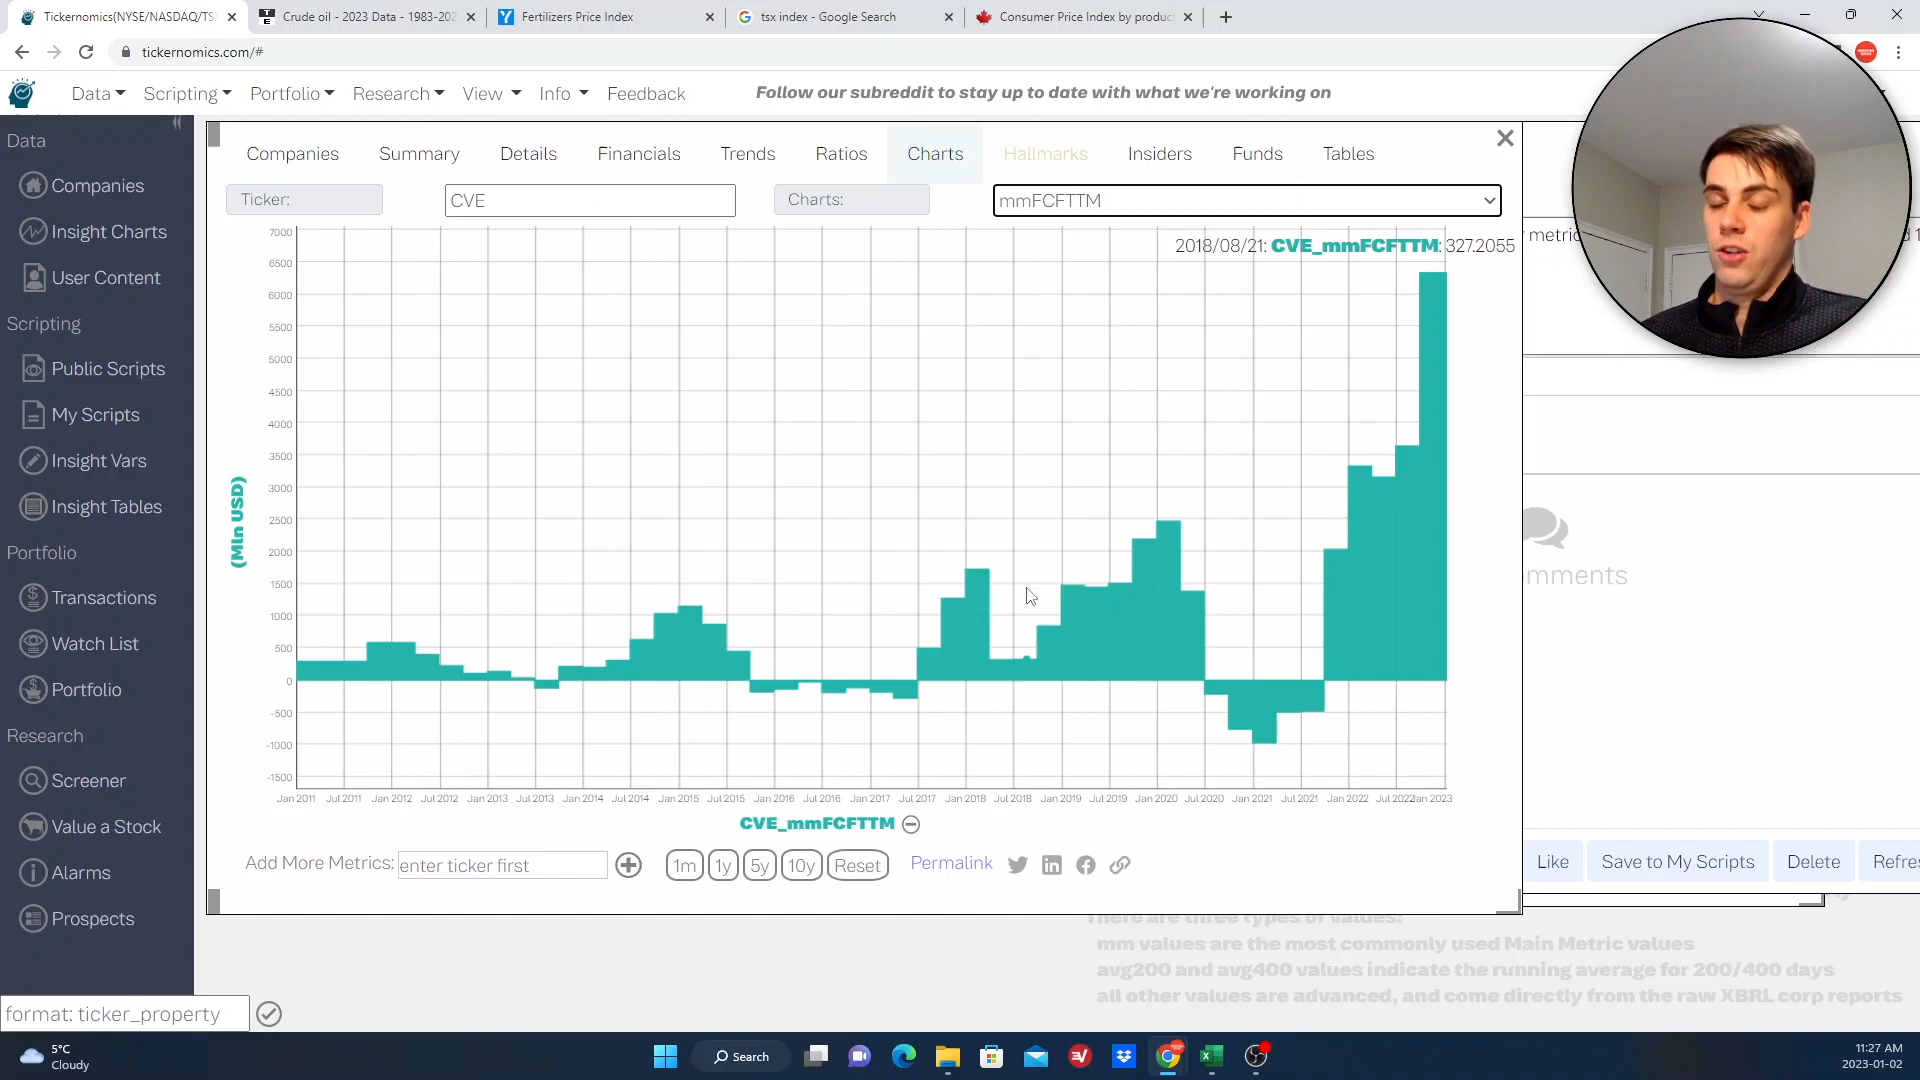 Tickernomics(NYSE/NASDAQ/TSX
Crude oil - 2023 Data - 1983-202
Fertilizers Price Index
tsx index - Google Search
Consumer Price Index by produc
tickernomics.com/#
Data Scripting Portfolio Research View Info Feedback
Follow our subreddit to stay up to date with what we're working on
Data
Companies
Insight Charts
User Content
Scripting
Public Scripts
My Scripts
Insight Vars
Insight Tables
Portfolio
Transactions
Watch List
Portfolio
Research
Screener
Value a Stock
Alarms
Prospects
format: ticker_property
Companies Summary Details Financials Trends Ratios Charts Hallmarks Insiders Funds Tables
Ticker: CVE Charts: mmFCFTTM
2018/08/21: CVE_mmFCFTTM: 327.2055
metric
7000
6500
6000
5500
5000
4500
4000
3500
3000
2500
2000
1500
1000
500
0
-500
-1000
-1500
(Mln USD)
Jan 2011 Jul 2011 Jan 2012 Jul 2012 Jan 2013 Jul 2013 Jan 2014 Jul 2014 Jan 2015 Jul 2015 Jan 2016 Jul 2016 Jan 2017 Jul 2017 Jan 2018 Jul 2018 Jan 2019 Jul 2019 Jan 2020 Jul 2020 Jan 2021 Jul 2021 Jan 2022 Jul 2022 Jan 2023
CVE_mmFCFTTM
Add More Metrics: enter ticker first 1m 1y 5y 10y Reset Permalink
omments
Like Save to My Scripts Delete Refres
There are three types of values:
mm values are the most commonly used Main Metric values
avg200 and avg400 values indicate the running average for 200/400 days
all other values are advanced, and come directly from the raw XBRL corp reports
5°C
Cloudy
Search
11:27 AM
2023-01-02